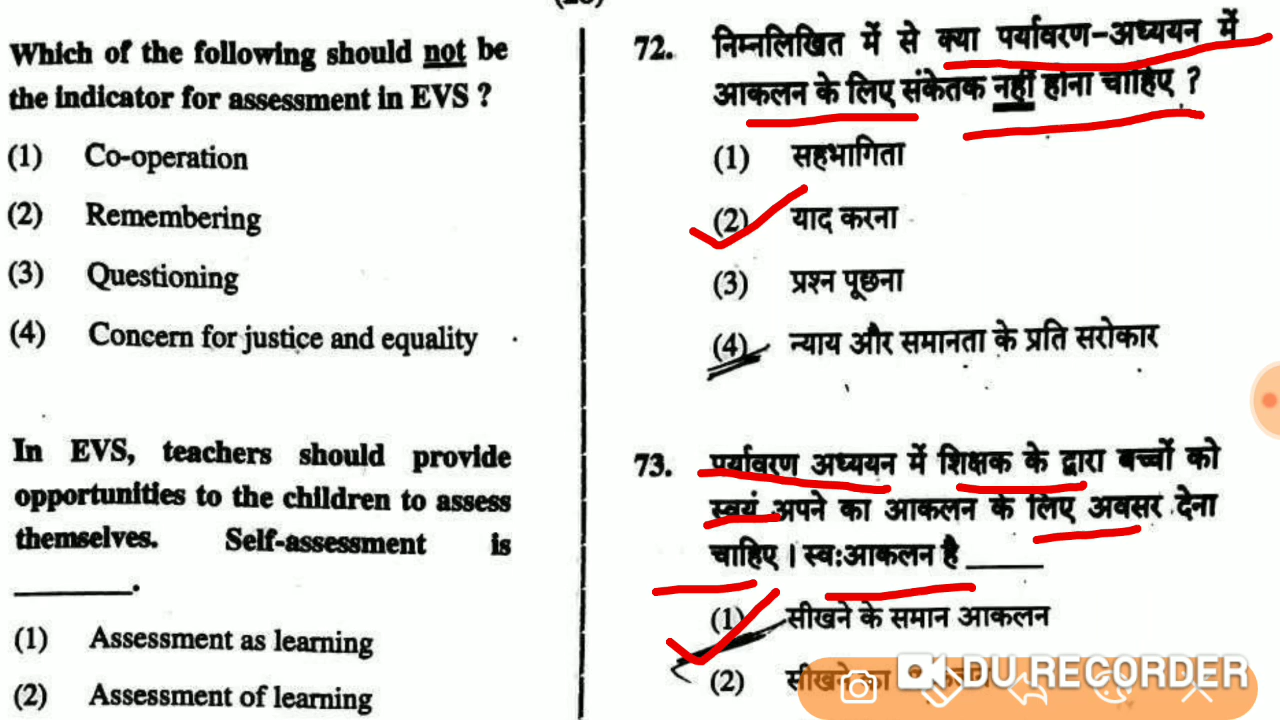 Which of the following should not be
the indicator for assessment in EVS ?
(1) Co-operation
(2) Remembering
(3) Questioning
(4) Concern for justice and equality
In EVS, teachers should provide
opportunities to the children to assess
themselves. Self-assessment is
______.
(1) Assessment as learning
(2) Assessment of learning
72. निम्नलिखित में से क्या पर्यावरण-अध्ययन में
आकलन के लिए संकेतक नहीं होना चाहिए ?
(1) सहभागिता
(2) याद करना
(3) प्रश्न पूछना
(4) न्याय और समानता के प्रति सरोकार
73. पर्यावरण अध्ययन में शिक्षक के द्वारा बच्चों को
स्वयं अपने का आकलन के लिए अवसर देना
चाहिए । स्व:आकलन है ______
(1) सीखने के समान आकलन
(2) सीखने का
DU RECORDER